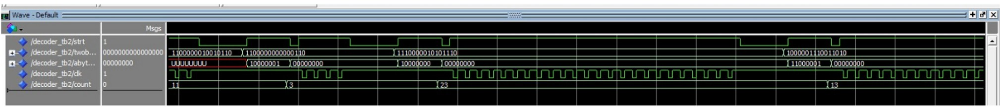 Wave - Default
Msgs
/decoder_tb2/strt 1
/decoder_tb2/twob... 0000000000000000 1100000010010110 1100000000000110 1110000010101110 1000001110011010
/decoder_tb2/abyt... 00000000 UUUUUUUU 10000001 00000000 10000000 00000000 11000001 00000000
/decoder_tb2/clk 1
/decoder_tb2/count 0 11 3 23 13